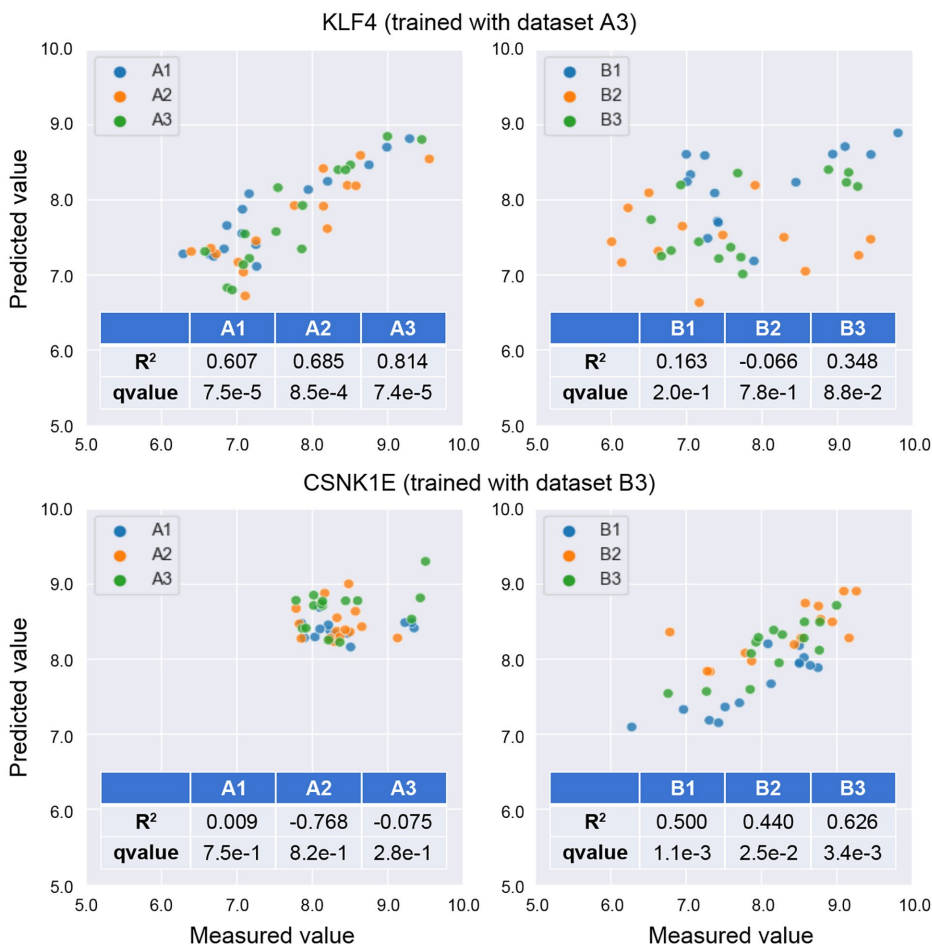 KLF4 (trained with dataset A3)
10.0
9.0
8.0
7.0
6.0
5.0
Predicted value
A1
A2
A3
A1 A2 A3
R² 0.607 0.685 0.814
qvalue 7.5e-5 8.5e-4 7.4e-5
5.0 6.0 7.0 8.0 9.0 10.0
10.0
9.0
8.0
7.0
6.0
5.0
B1
B2
B3
B1 B2 B3
R² 0.163 -0.066 0.348
qvalue 2.0e-1 7.8e-1 8.8e-2
5.0 6.0 7.0 8.0 9.0 10.0
CSNK1E (trained with dataset B3)
10.0
9.0
8.0
7.0
6.0
5.0
Predicted value
A1
A2
A3
A1 A2 A3
R² 0.009 -0.768 -0.075
qvalue 7.5e-1 8.2e-1 2.8e-1
5.0 6.0 7.0 8.0 9.0 10.0
Measured value
10.0
9.0
8.0
7.0
6.0
5.0
B1
B2
B3
B1 B2 B3
R² 0.500 0.440 0.626
qvalue 1.1e-3 2.5e-2 3.4e-3
5.0 6.0 7.0 8.0 9.0 10.0
Measured value